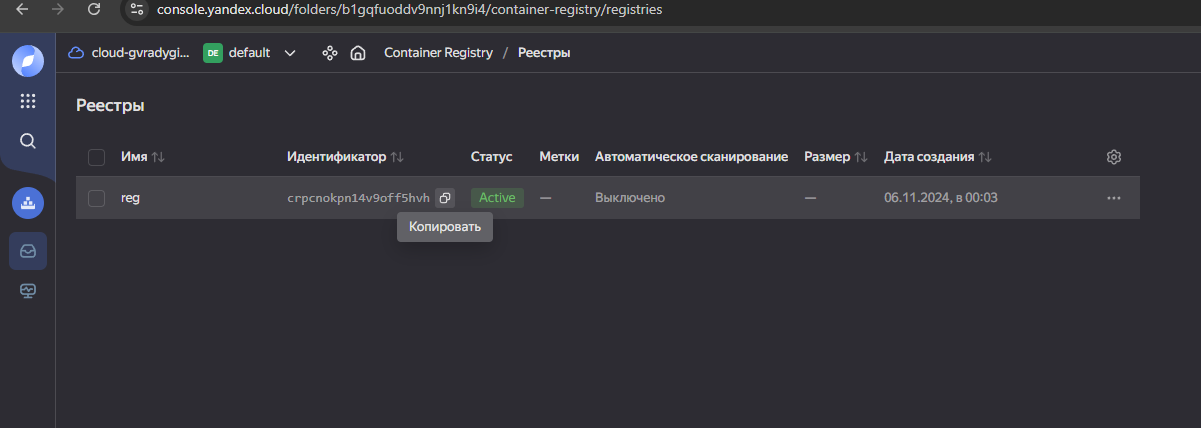 console.yandex.cloud/folders/b1gqfuoddv9nnj1kn9i4/container-registry/registries
cloud-gvradygi... DE default Container Registry / Реестры
Реестры
Имя Идентификатор Статус Метки Автоматическое сканирование Размер Дата создания
reg crpcnokpn14v9off5hvh Active — Выключено — 06.11.2024, в 00:03
Копировать